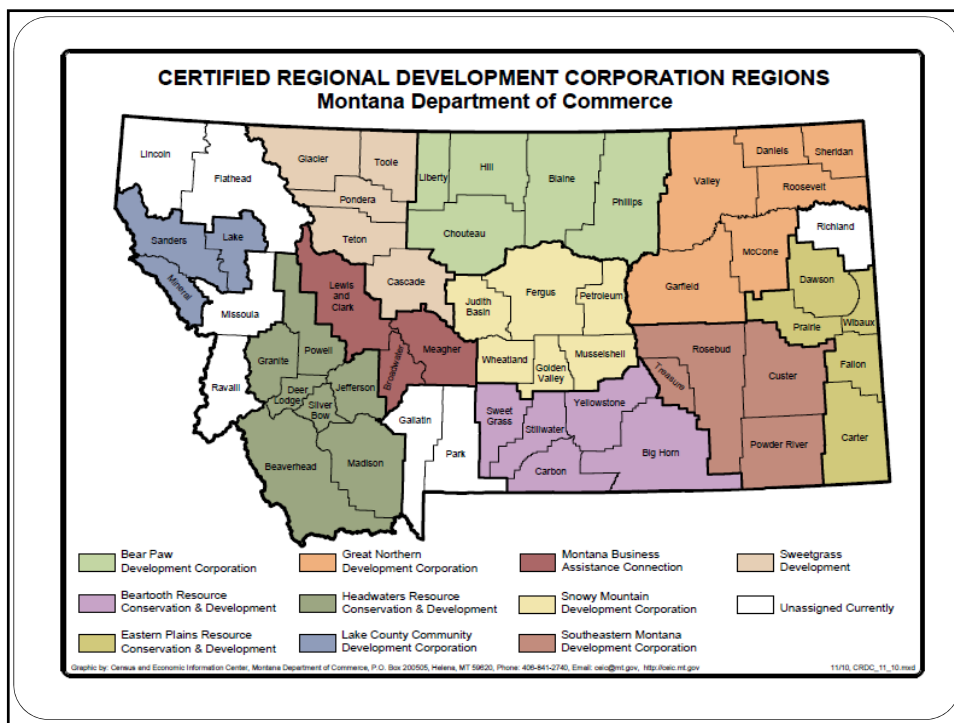 CERTIFIED REGIONAL DEVELOPMENT CORPORATION REGIONS
Montana Department of Commerce
Lincoln
Flathead
Glacier
Toole
Liberty
Hill
Blaine
Phillips
Valley
Daniels
Sheridan
Roosevelt
Pondera
Teton
Chouteau
Richland
Sanders
Lake
Mineral
Missoula
Lewis
and
Clark
Cascade
Judith
Basin
Fergus
Petroleum
Garfield
McCone
Dawson
Prairie
Wibaux
Granite
Powell
Ravalli
Deer
Lodge
Silver
Bow
Jefferson
Broadwater
Meagher
Wheatland
Golden
Valley
Musselshell
Rosebud
Treasure
Custer
Fallon
Gallatin
Park
Sweet
Grass
Stillwater
Yellowstone
Carbon
Big Horn
Powder River
Carter
Beaverhead
Madison
Bear Paw
Development Corporation
Great Northern
Development Corporation
Montana Business
Assistance Connection
Sweetgrass
Development
Beartooth Resource
Conservation & Development
Headwaters Resource
Conservation & Development
Snowy Mountain
Development Corporation
Unassigned Currently
Eastern Plains Resource
Conservation & Development
Lake County Community
Development Corporation
Southeastern Montana
Development Corporation
Graphic by: Census and Economic Information Center, Montana Department of Commerce, P.O. Box 200505, Helena, MT 59620, Phone: 406-841-2740, Email: ceic@mt.gov, http://ceic.mt.gov
11/10, CRDC_11_10.mxd